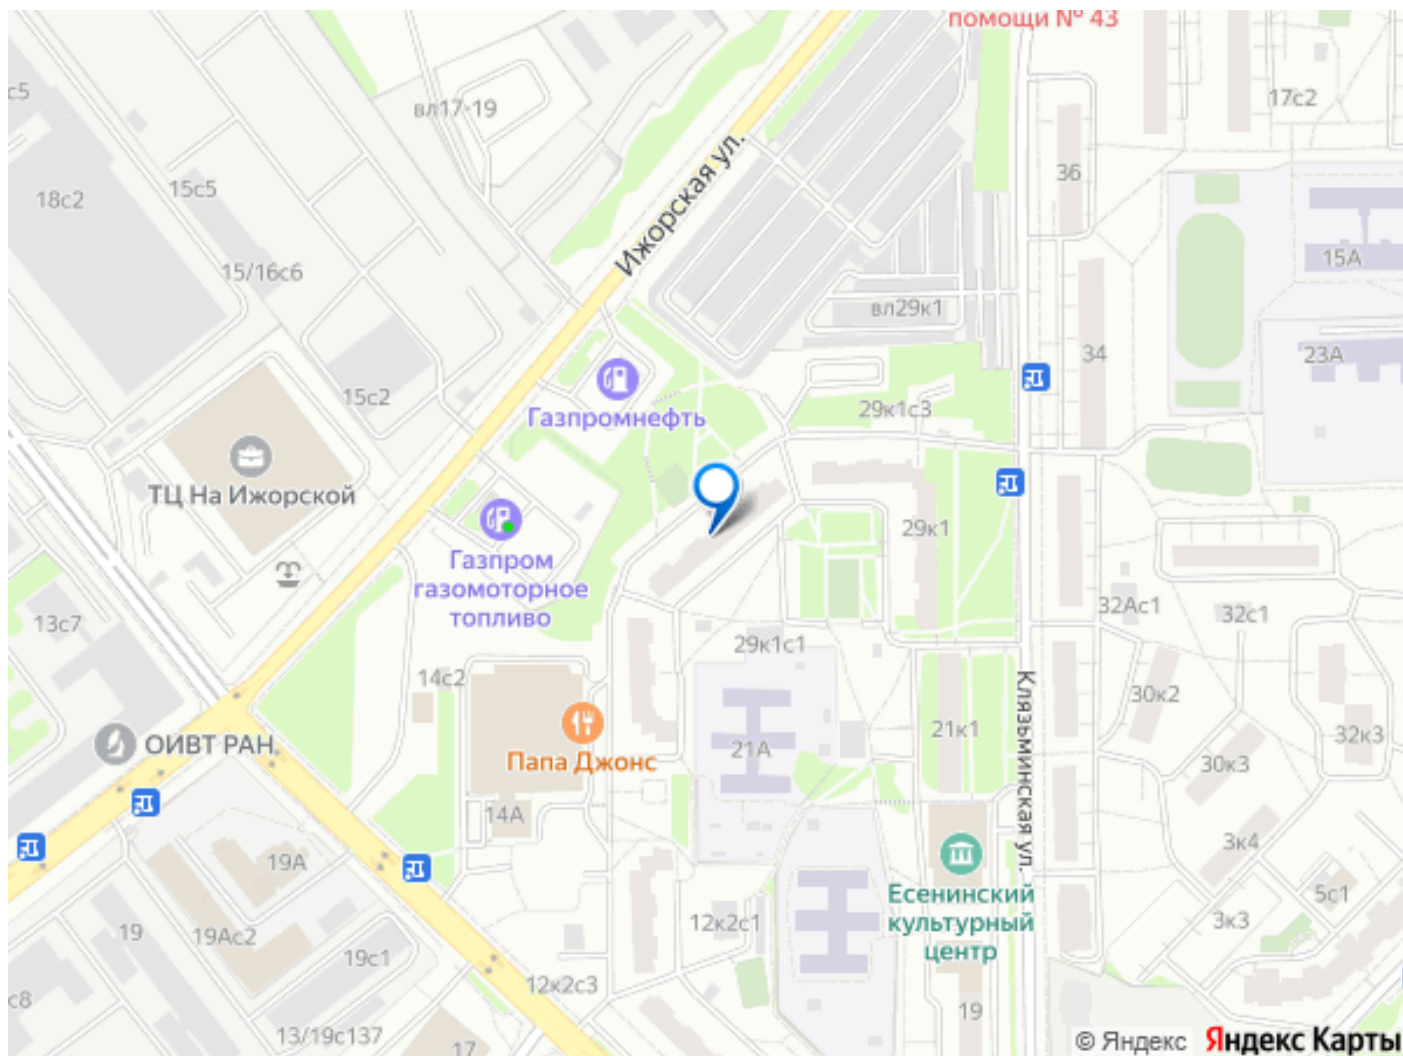 помощи № 43
c5
вл17-19
17с2
Ижорская ул.
36
15с5
18с2
15А
15/16с6
вл29к1
34
23А
15с2
29к1с3
Газпромнефть
ТЦ На Ижорской
29к1
Газпром
газомоторное
топливо
32Ас1
32с1
13с7
29к1с1
14с2
Клязьминская ул.
30к2
21к1
32к3
ОИВТ РАН
21А
Папа Джонс
30к3
14А
3к4
19А
Есенинский
культурный
центр
5с1
12к2с1
3к3
19
19Ас2
19с1
12к2с3
с8
19
13/19с137
17
© Яндекс
Яндекс Карты